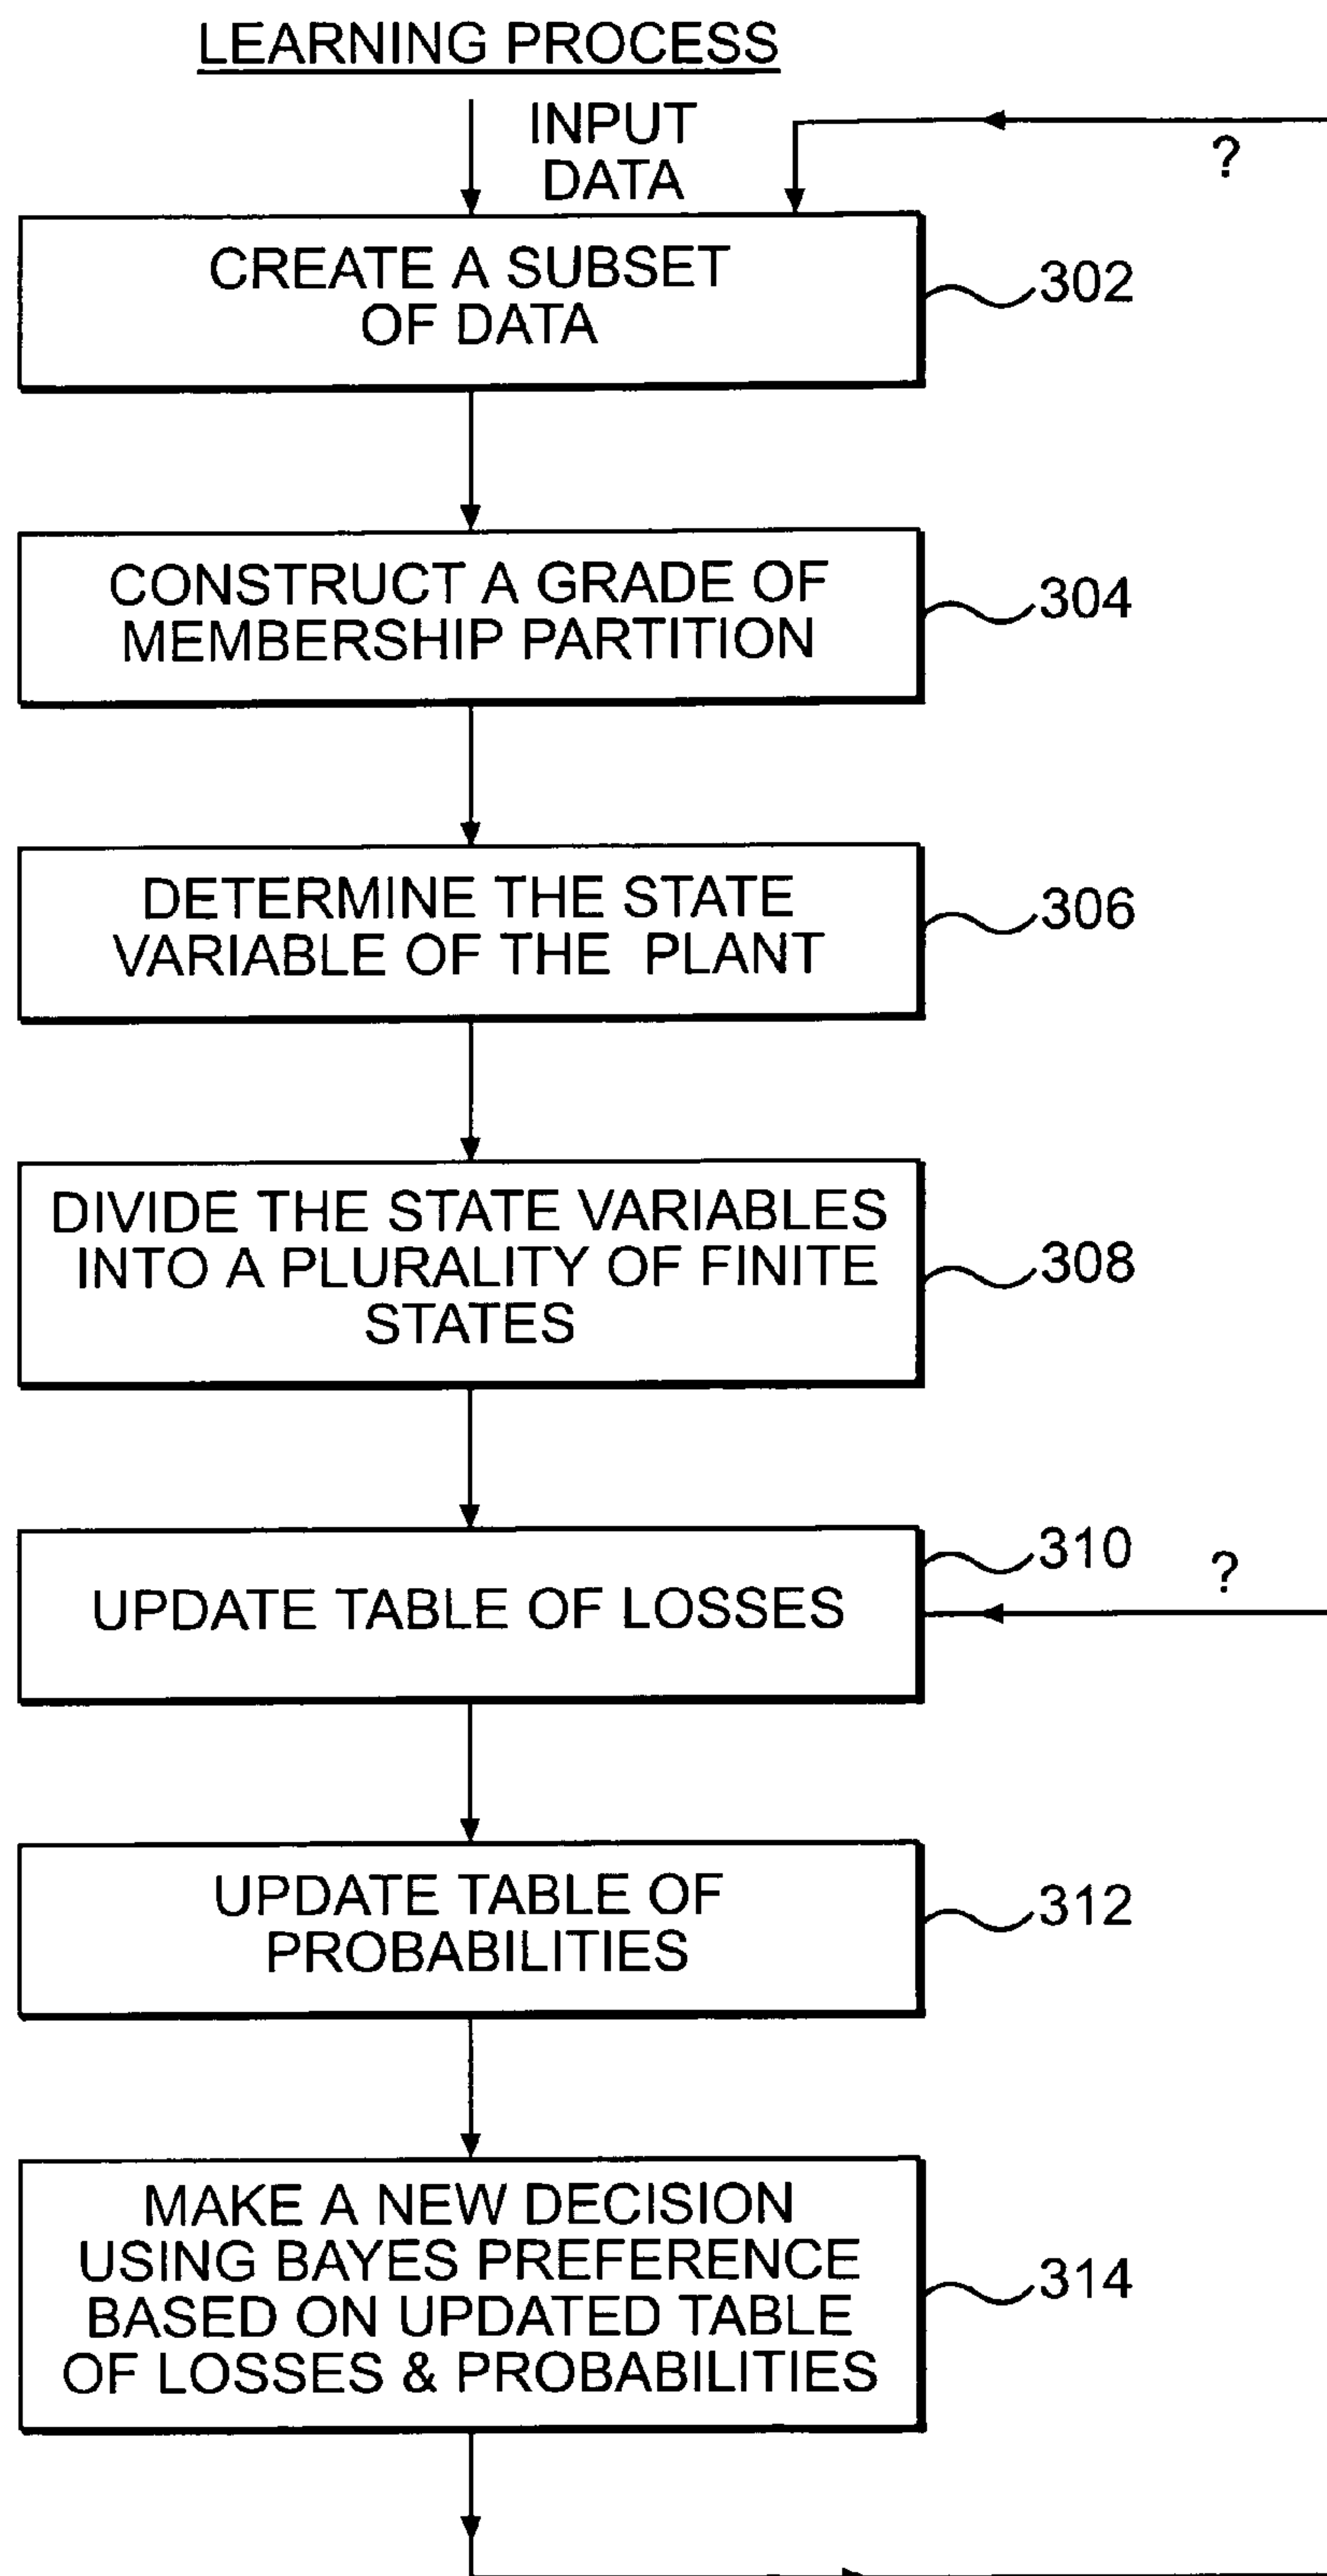 LEARNING PROCESS
INPUT
DATA
?
CREATE A SUBSET
OF DATA
302
CONSTRUCT A GRADE OF
MEMBERSHIP PARTITION
304
DETERMINE THE STATE
VARIABLE OF THE PLANT
306
DIVIDE THE STATE VARIABLES
INTO A PLURALITY OF FINITE
STATES
308
UPDATE TABLE OF LOSSES
310
?
UPDATE TABLE OF
PROBABILITIES
312
MAKE A NEW DECISION
USING BAYES PREFERENCE
BASED ON UPDATED TABLE
OF LOSSES & PROBABILITIES
314